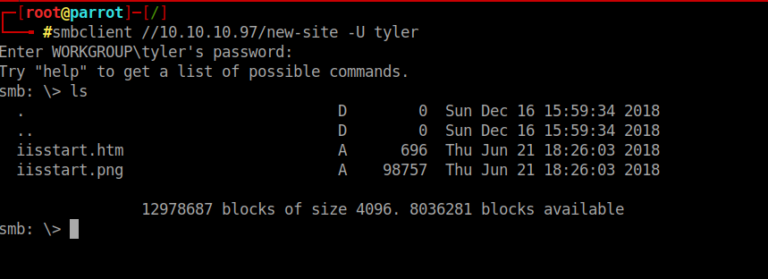 [root@parrot]-[/]
#smbclient //10.10.10.97/new-site -U tyler
Enter WORKGROUP\tyler's password:
Try "help" to get a list of possible commands.
smb: \> ls
. D 0 Sun Dec 16 15:59:34 2018
.. D 0 Sun Dec 16 15:59:34 2018
iisstart.htm A 696 Thu Jun 21 18:26:03 2018
iisstart.png A 98757 Thu Jun 21 18:26:03 2018
12978687 blocks of size 4096. 8036281 blocks available
smb: \>